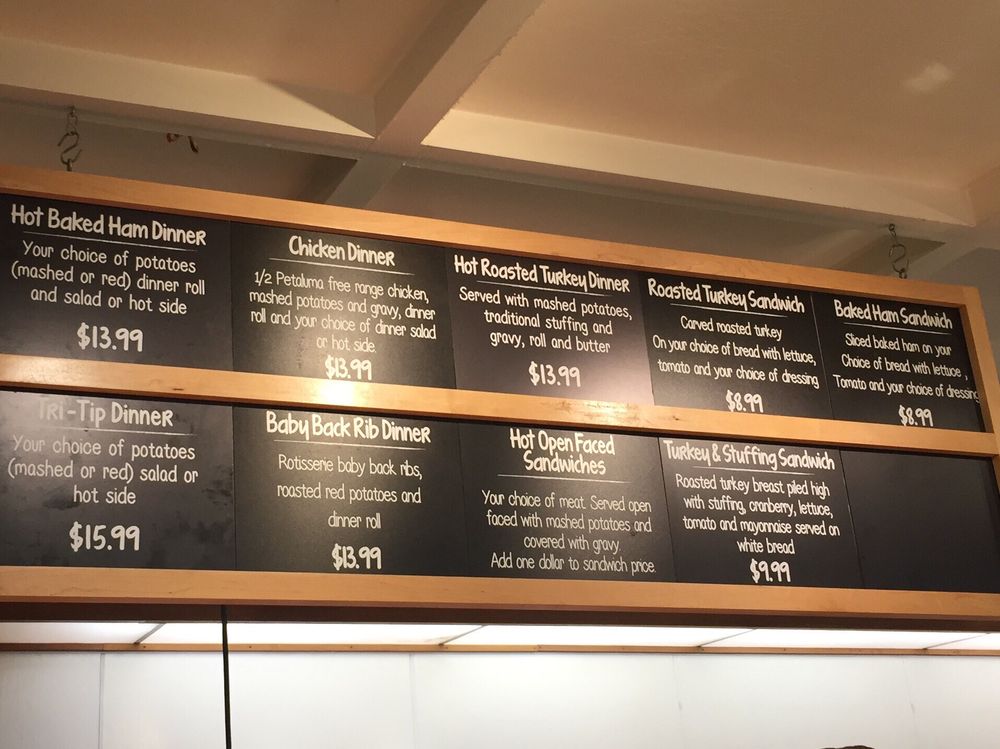 Hot Baked Ham Dinner
Your choice of potatoes
(mashed or red) dinner roll
and salad or hot side
$13.99
Chicken Dinner
1/2 Petaluma free range chicken,
mashed potatoes and gravy, dinner
roll and your choice of dinner salad
or hot side.
$13.99
Hot Roasted Turkey Dinner
Served with mashed potatoes,
traditional stuffing and
gravy, roll and butter
$13.99
Roasted Turkey Sandwich
Carved roasted turkey
On your choice of bread with lettuce,
tomato and your choice of dressing
$8.99
Baked Ham Sandwich
Sliced baked ham on your
Choice of bread with lettuce ,
Tomato and your choice of dressing
$8.99
Tri-Tip Dinner
Your choice of potatoes
(mashed or red) salad or
hot side
$15.99
Baby Back Rib Dinner
Rotisserie baby back ribs,
roasted red potatoes and
dinner roll
$13.99
Hot Open Faced
Sandwiches
Your choice of meat. Served open
faced with mashed potatoes and
covered with gravy.
Add one dollar to sandwich price.
Turkey & Stuffing Sandwich
Roasted turkey breast piled high
with stuffing, cranberry, lettuce,
tomato and mayonnaise served on
white bread
$9.99